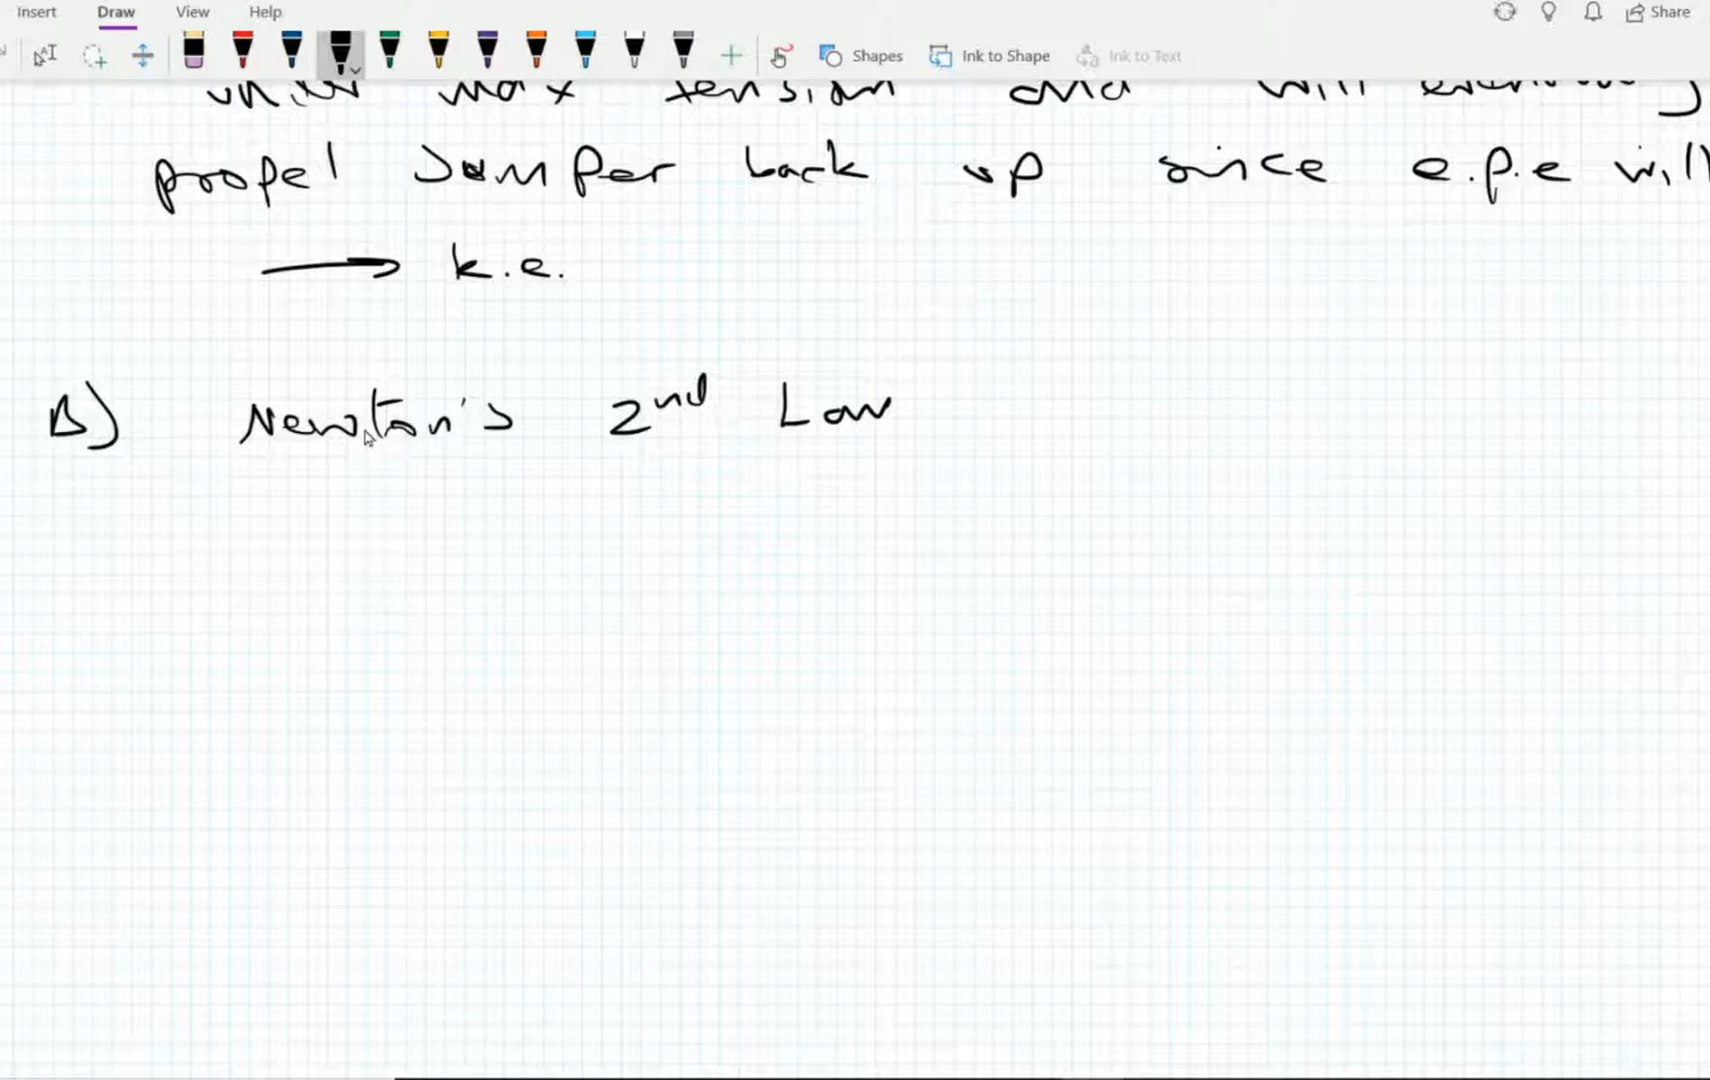 Insert Draw View Help Share
Shapes Ink to Shape Ink to Text
max tension and will
propel Jumper back up since e.p.e will
→ k.e.
B) Newton's 2nd Law